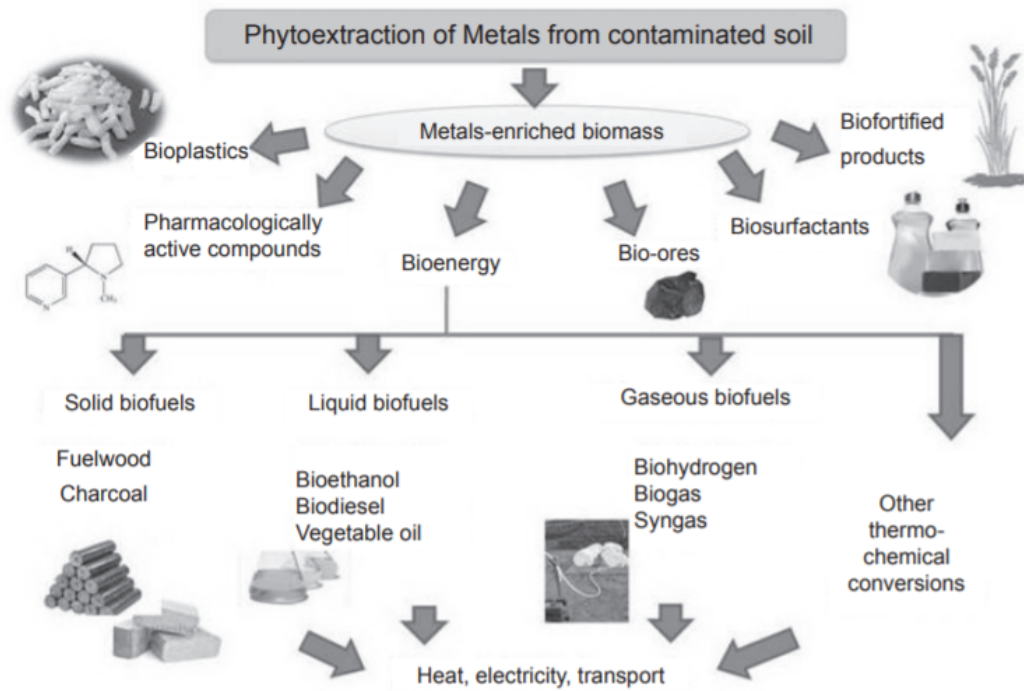 Phytoextraction of Metals from contaminated soil
Metals-enriched biomass
Biofortified
products
Bioplastics
Pharmacologically
active compounds
Biosurfactants
Bioenergy
Bio-ores
H
N
N
CH₃
Solid biofuels
Liquid biofuels
Gaseous biofuels
Fuelwood
Charcoal
Bioethanol
Biodiesel
Vegetable oil
Biohydrogen
Biogas
Syngas
Other
thermo-
chemical
conversions
Heat, electricity, transport